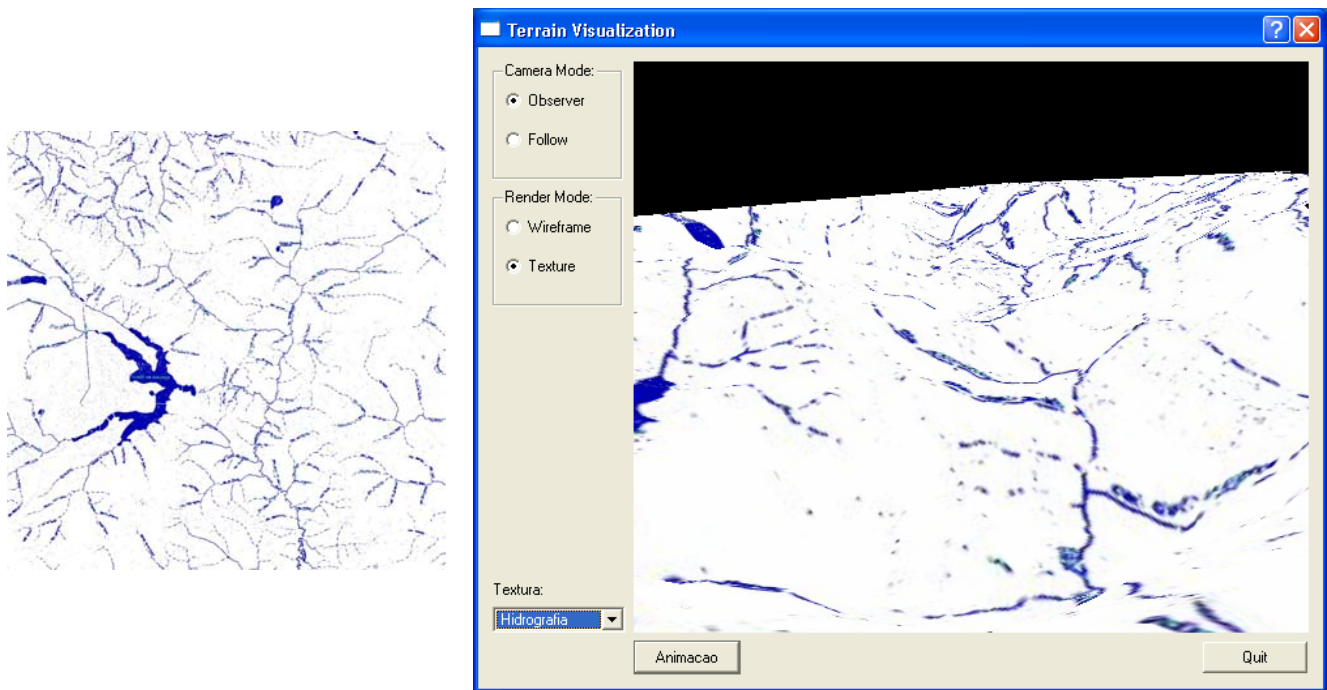 Terrain Visualization
Camera Mode:
Observer
Follow
Render Mode:
Wireframe
Texture
Textura:
Hidrografia
Animacao
Quit